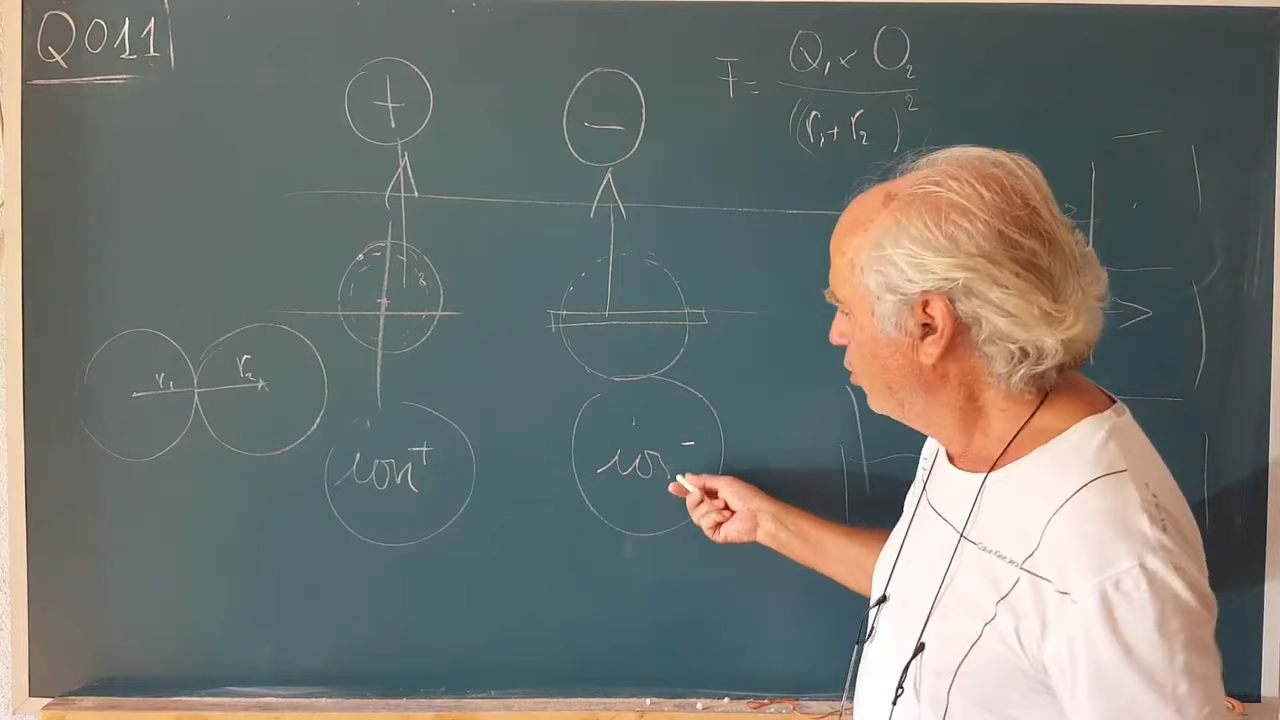 Q011
+
−
F = Q₁ × Q₂ / (r₁ + r₂)²
r₁ r₂
ion⁺
ion⁻